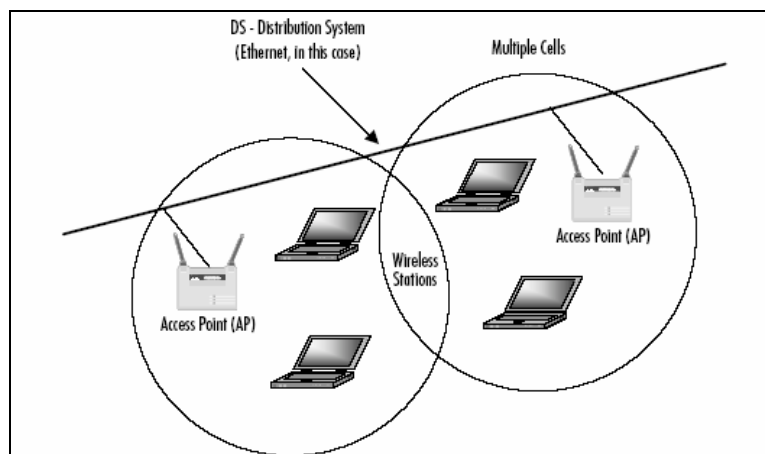 DS - Distribution System
(Ethernet, in this case)
Multiple Cells
Access Point (AP)
Wireless
Stations
Access Point (AP)